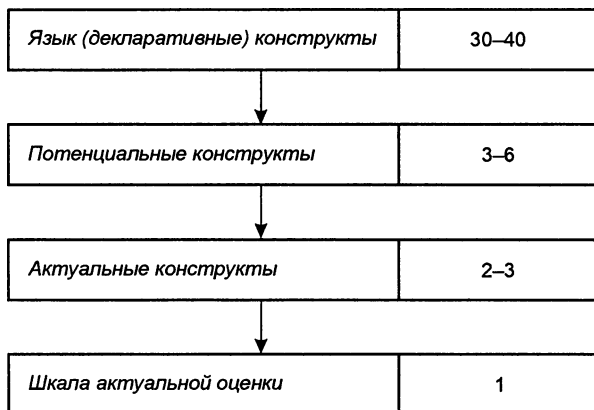 Язык (декларативные) конструкты 30–40
Потенциальные конструкты 3–6
Актуальные конструкты 2–3
Шкала актуальной оценки 1